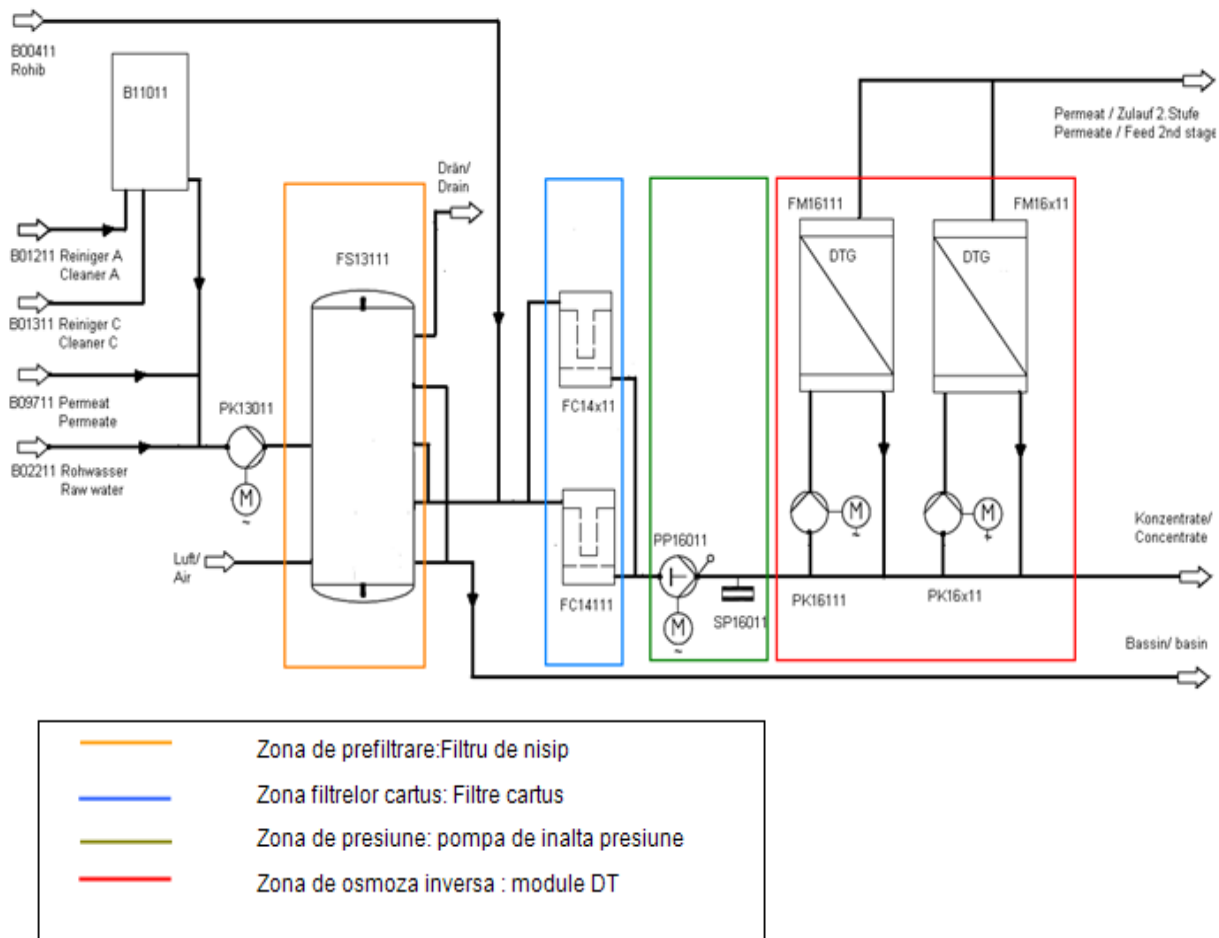 B00411
Rohib
B11011
Permeat / Zulauf 2.Stufe
Permeate / Feed 2nd stage
Drän/
Drain
FM16111
FM16x11
B01211 Reiniger A
Cleaner A
FS13111
DTG
DTG
B01311 Reiniger C
Cleaner C
B09711 Permeat
Permeate
PK13011
FC14x11
B02211 Rohwasser
Raw water
M
~
M
~
M
~
Konzentrate/
Concentrate
Luft/
Air
PP16011
FC14111
M
~
SP16011
PK16111
PK16x11
Bassin/ basin
Zona de prefiltrare:Filtru de nisip
Zona filtrelor cartus: Filtre cartus
Zona de presiune: pompa de inalta presiune
Zona de osmoza inversa : module DT